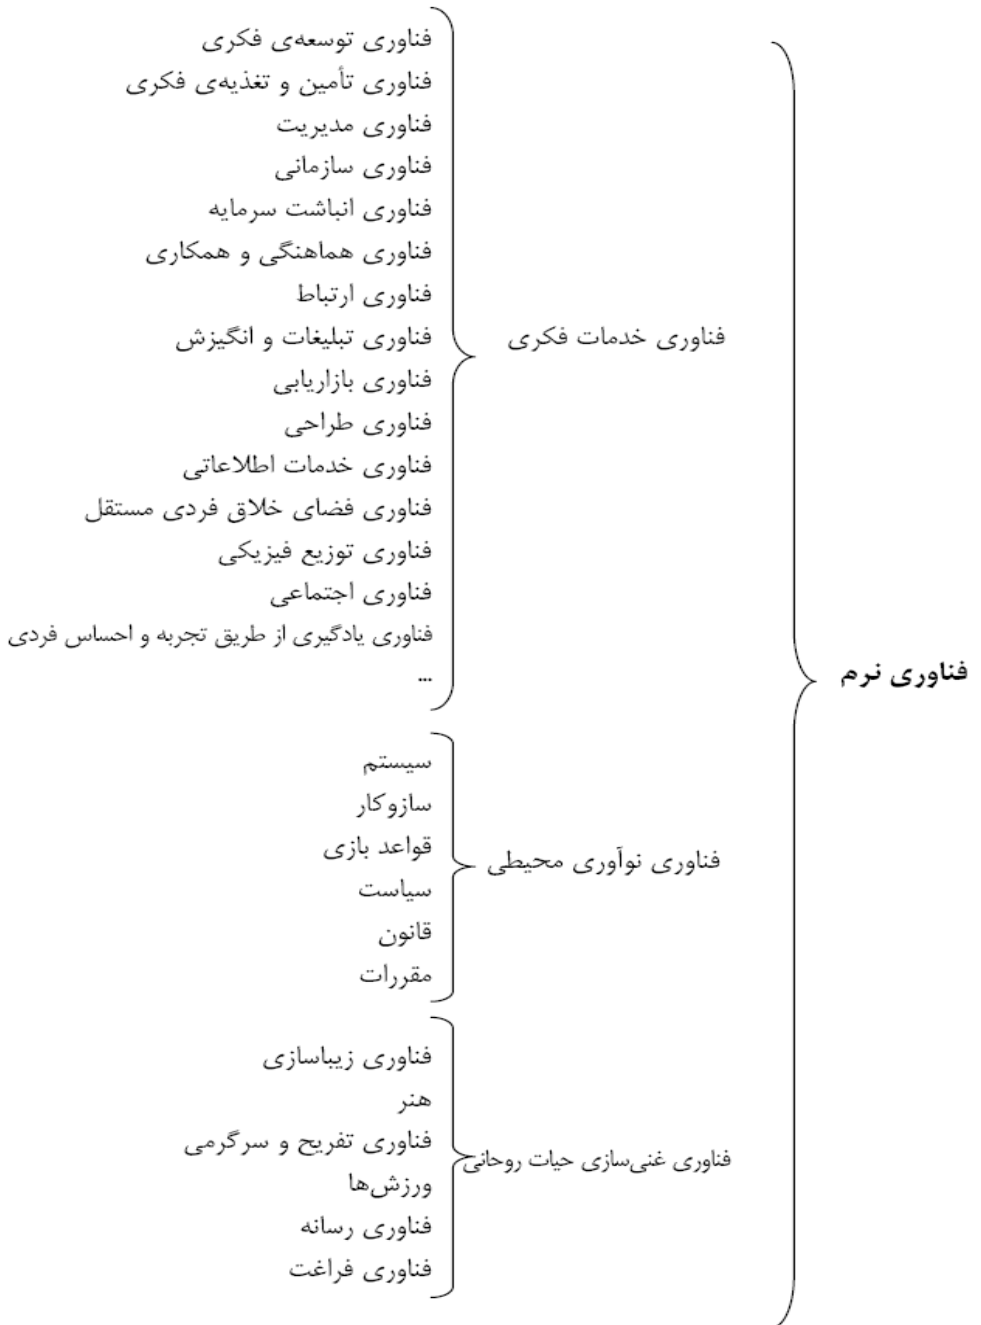 فناوری نرم
فناوری خدمات فکری
فناوری توسعه‌ی فکری
فناوری تأمین و تغذیه‌ی فکری
فناوری مدیریت
فناوری سازمانی
فناوری انباشت سرمایه
فناوری هماهنگی و همکاری
فناوری ارتباط
فناوری تبلیغات و انگیزش
فناوری بازاریابی
فناوری طراحی
فناوری خدمات اطلاعاتی
فناوری فضای خلاق فردی مستقل
فناوری توزیع فیزیکی
فناوری اجتماعی
فناوری یادگیری از طریق تجربه و احساس فردی
...
فناوری نوآوری محیطی
سیستم
سازوکار
قواعد بازی
سیاست
قانون
مقررات
فناوری غنی‌سازی حیات روحانی
فناوری زیباسازی
هنر
فناوری تفریح و سرگرمی
ورزش‌ها
فناوری رسانه
فناوری فراغت